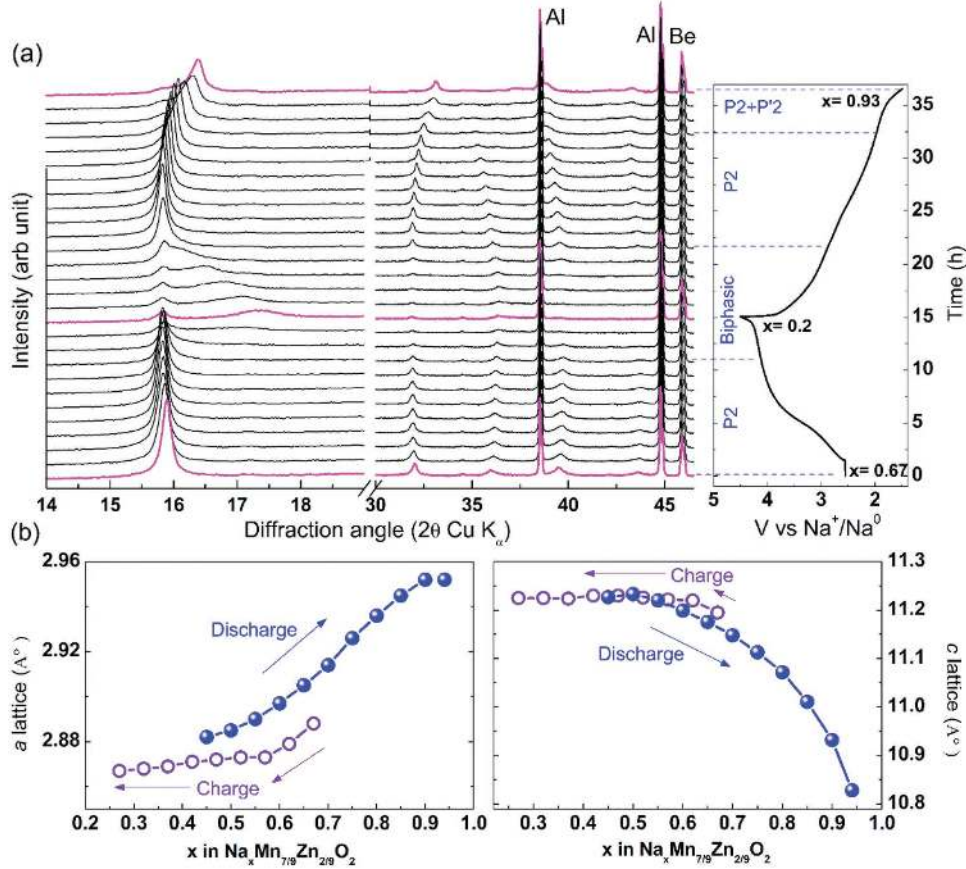 (a)
Al
Al Be
Intensity (arb unit)
14 15 16 17 18 19 30 35 40 45
Diffraction angle (2θ Cu Kα)
P2+P'2
P2
Biphasic
P2
x= 0.93
x= 0.2
x= 0.67
35
30
25
20
15
10
5
0
Time (h)
5 4 3 2
V vs Na⁺/Na⁰
(b)
2.96
2.92
2.88
a lattice (A°)
Discharge
Charge
0.2 0.3 0.4 0.5 0.6 0.7 0.8 0.9 1.0
x in NaxMn7/9Zn2/9O2
Charge
Discharge
11.3
11.2
11.1
11.0
10.9
10.8
c lattice (A°)
0.3 0.4 0.5 0.6 0.7 0.8 0.9 1.0
x in NaxMn7/9Zn2/9O2